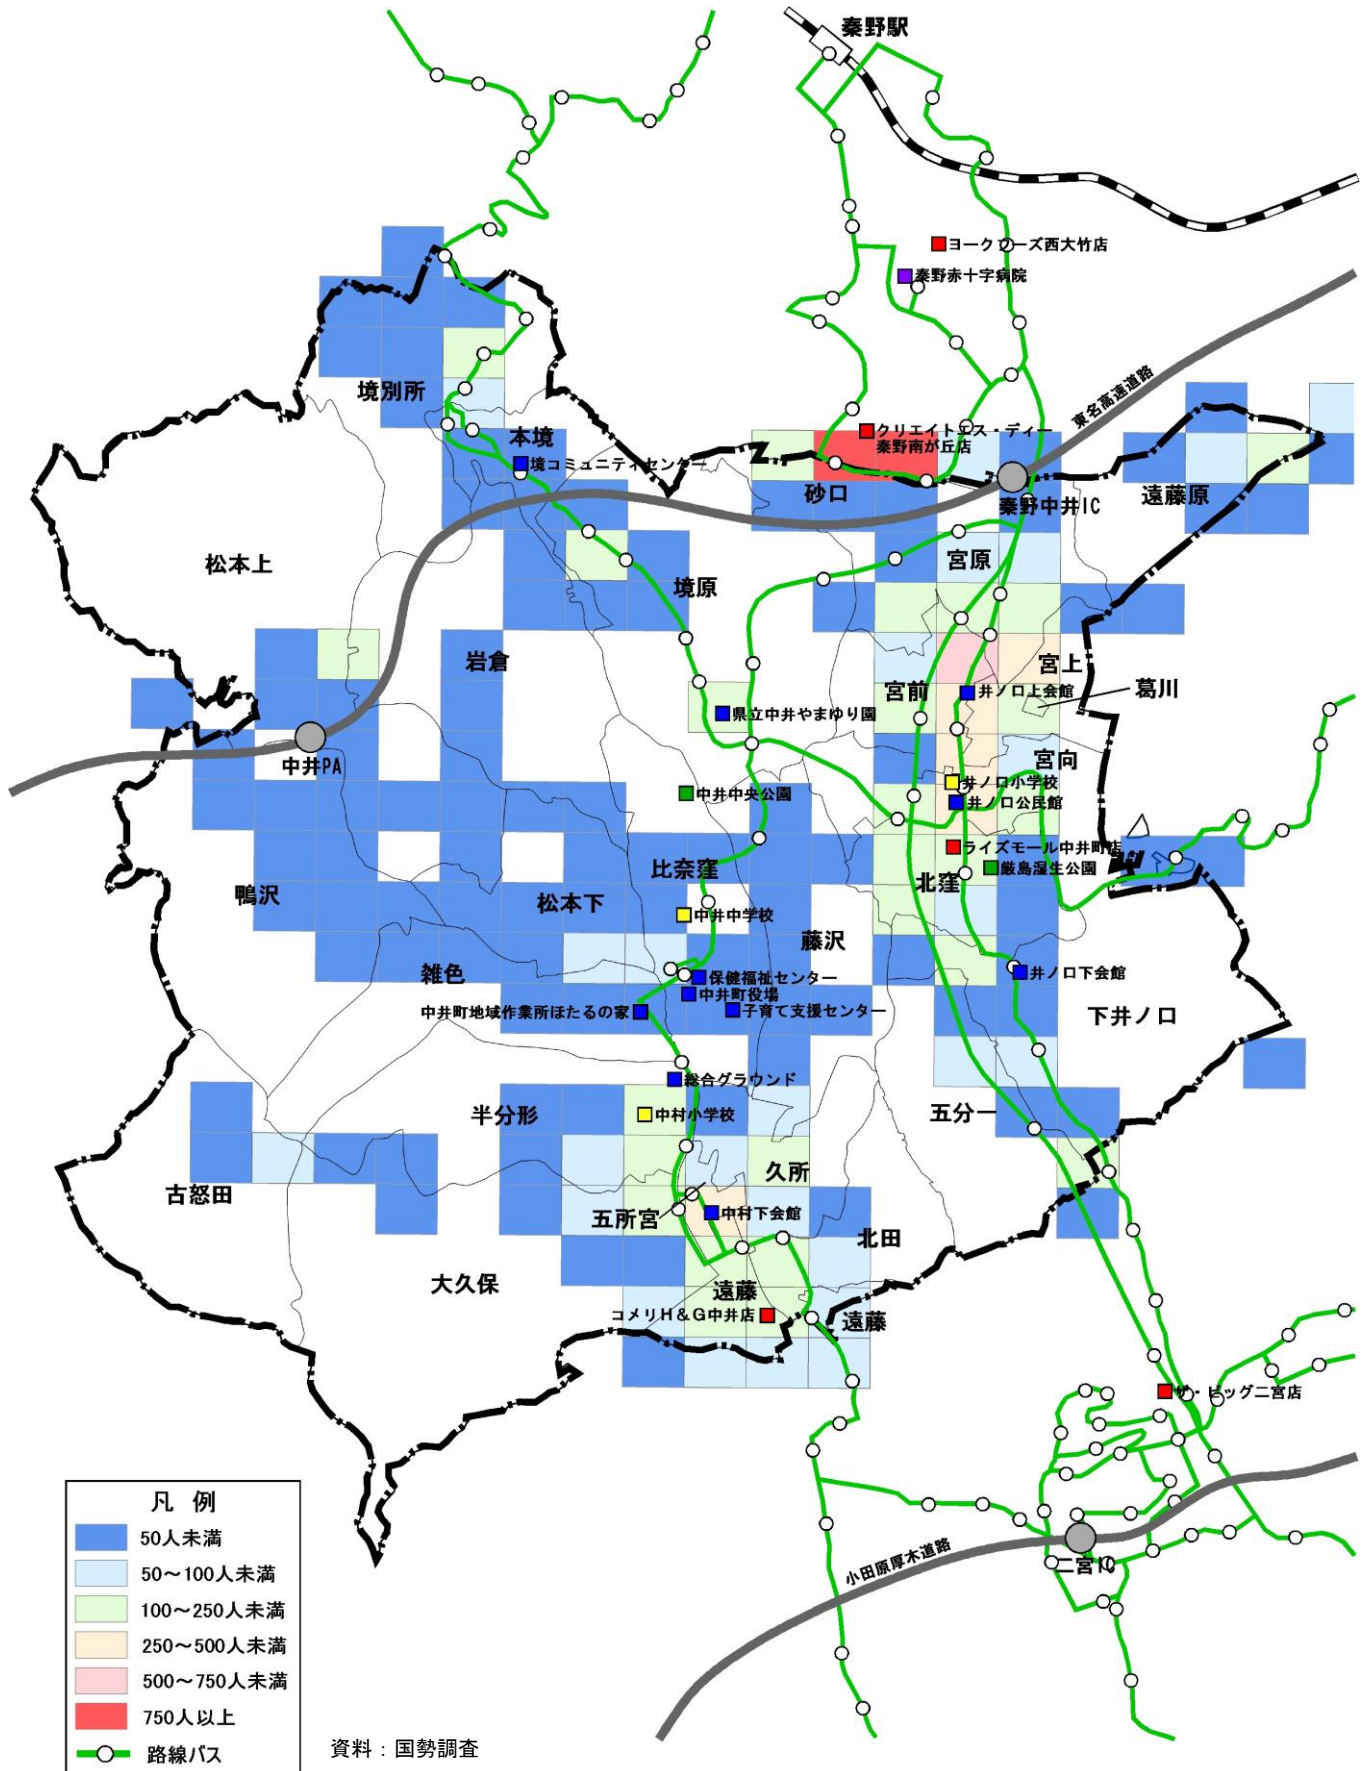 秦野駅
ヨークフーズ西大竹店
秦野赤十字病院
東名高速道路
境別所
クリエイトエス・ディー
秦野南が丘店
本境
境コミュニティセンター
砂口
秦野中井IC
遠藤原
松本上
宮原
境原
岩倉
宮上
宮前
井ノ口上会館
葛川
県立中井やまゆり園
中井PA
宮向
井ノ口小学校
中井中央公園
井ノ口公民館
ライズモール中井町店
比奈窪
厳島湿生公園
北窪
鴨沢
松本下
中井中学校
藤沢
雑色
保健福祉センター
井ノ口下会館
中井町役場
中井町地域作業所ほたるの家
子育て支援センター
下井ノ口
総合グラウンド
半分形
中村小学校
五分一
久所
古怒田
五所宮
中村下会館
北田
大久保
遠藤
コメリH&G中井店
遠藤
ザ・ビッグ二宮店
小田原厚木道路
二宮IC
凡 例
50人未満
50～100人未満
100～250人未満
250～500人未満
500～750人未満
750人以上
路線バス
資料：国勢調査